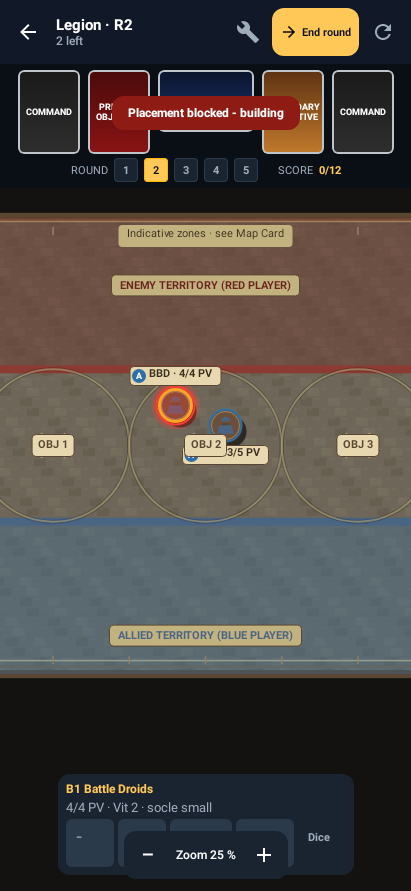 Legion · R2
2 left
End round
COMMAND
Placement blocked - building
COMMAND
ROUND 1 2 3 4 5 SCORE 0/12
Indicative zones · see Map Card
ENEMY TERRITORY (RED PLAYER)
A BBD · 4/4 PV
OBJ 1
OBJ 2
OBJ 3
3/5 PV
ALLIED TERRITORY (BLUE PLAYER)
B1 Battle Droids
4/4 PV · Vit 2 · socle small
–
Dice
− Zoom 25 % +